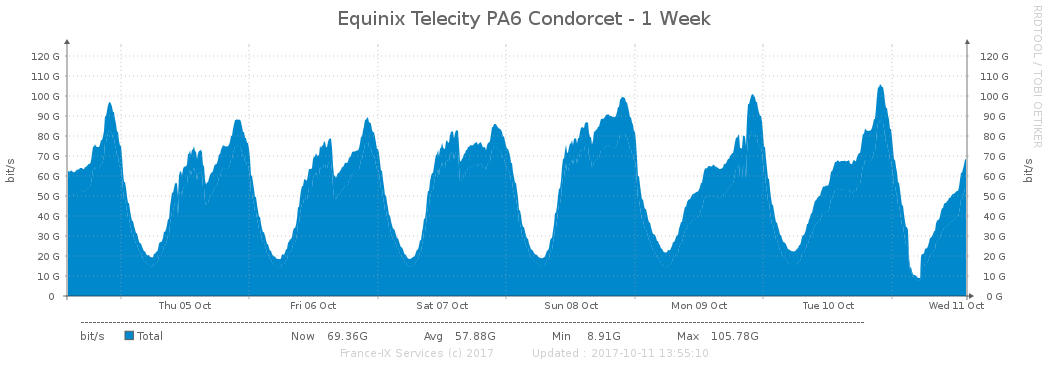 Equinix Telecity PA6 Condorcet - 1 Week
RRDTOOL / TOBI OETIKER
120 G 120 G
110 G 110 G
100 G 100 G
90 G 90 G
80 G 80 G
70 G 70 G
60 G 60 G
50 G 50 G
40 G 40 G
30 G 30 G
20 G 20 G
10 G 10 G
0 0 G
bit/s
bit/s
Thu 05 Oct Fri 06 Oct Sat 07 Oct Sun 08 Oct Mon 09 Oct Tue 10 Oct Wed 11 Oct
bit/s Total Now 69.36G Avg 57.88G Min 8.91G Max 105.78G
France-IX Services (c) 2017 Updated : 2017-10-11 13:55:10